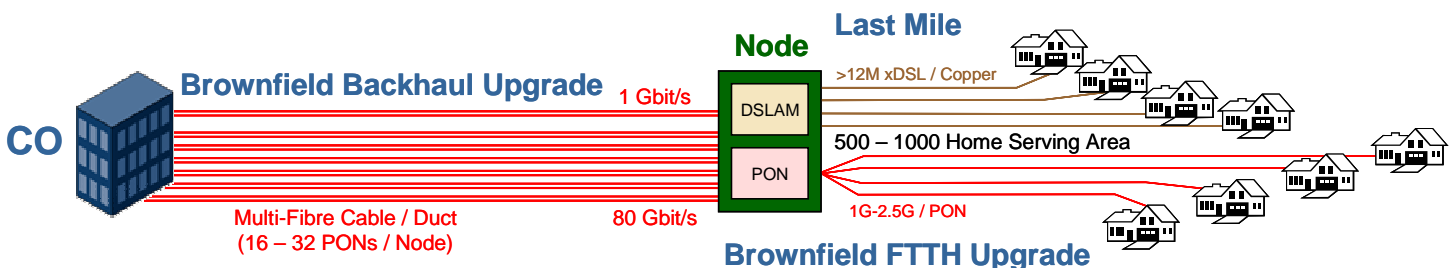 Last Mile
Node
Brownfield Backhaul Upgrade
>12M xDSL / Copper
1 Gbit/s
DSLAM
CO
500 – 1000 Home Serving Area
PON
Multi-Fibre Cable / Duct
(16 – 32 PONs / Node)
80 Gbit/s
1G-2.5G / PON
Brownfield FTTH Upgrade